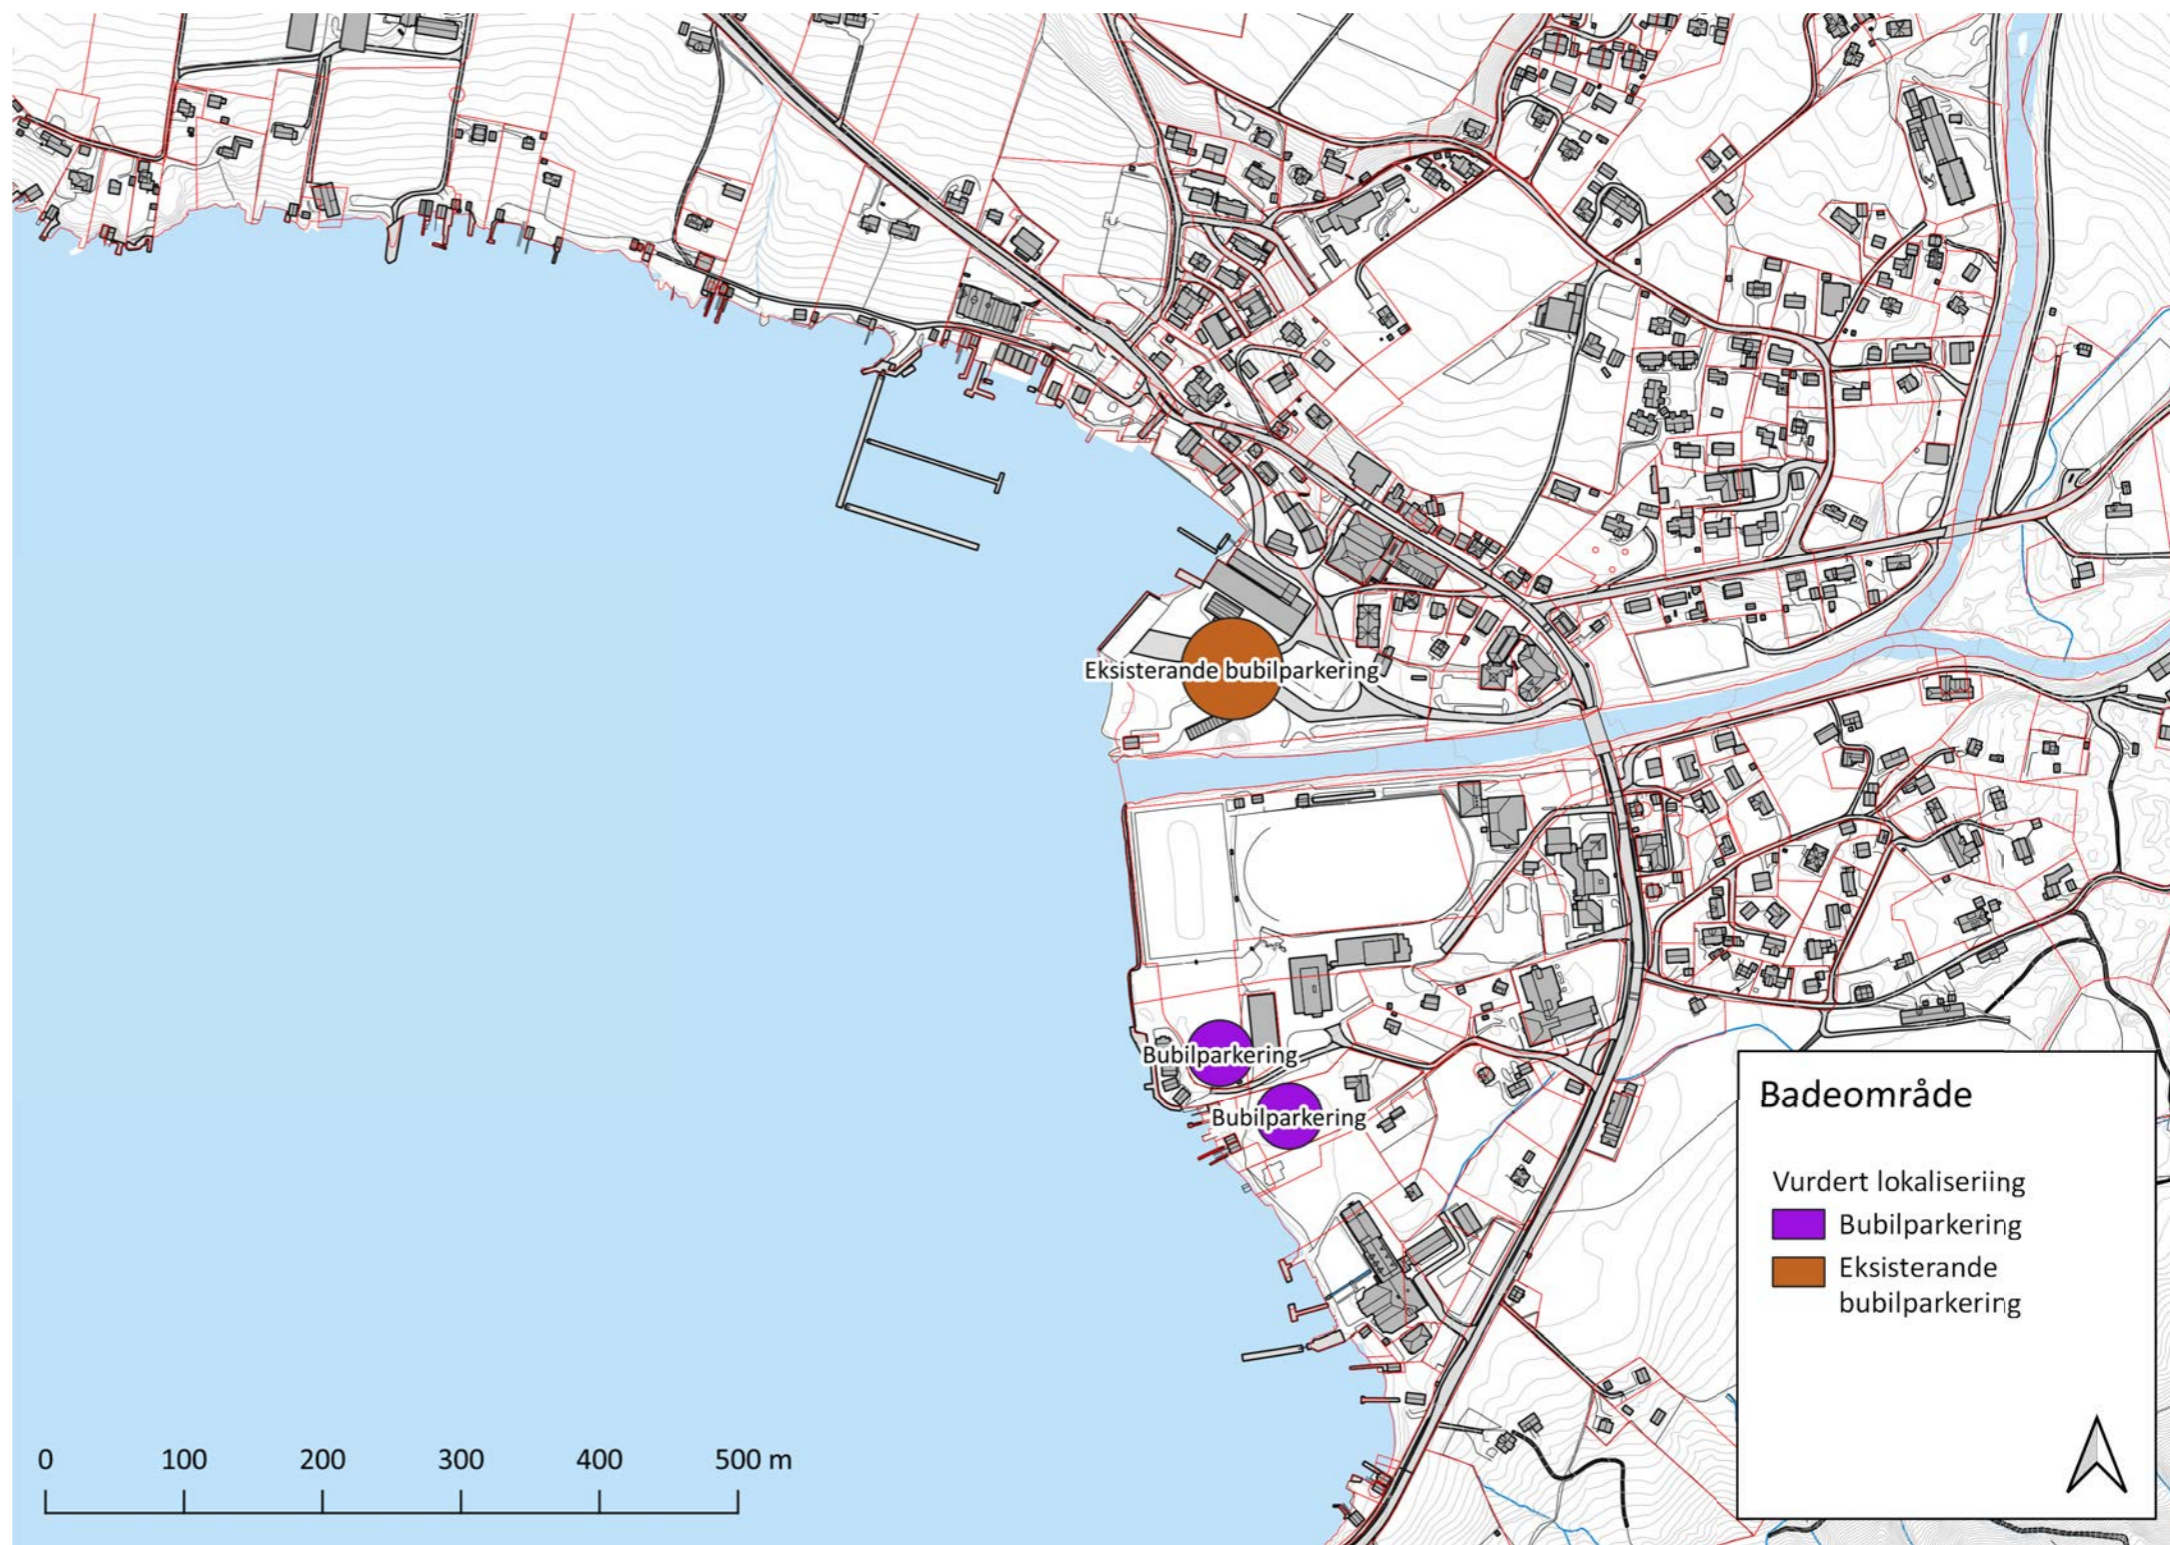 Eksisterande bubilparkering
Bubilparkering
Bubilparkering
Badeområde
Vurdert lokaliseriing
Bubilparkering
Eksisterande
bubilparkering
0 100 200 300 400 500 m